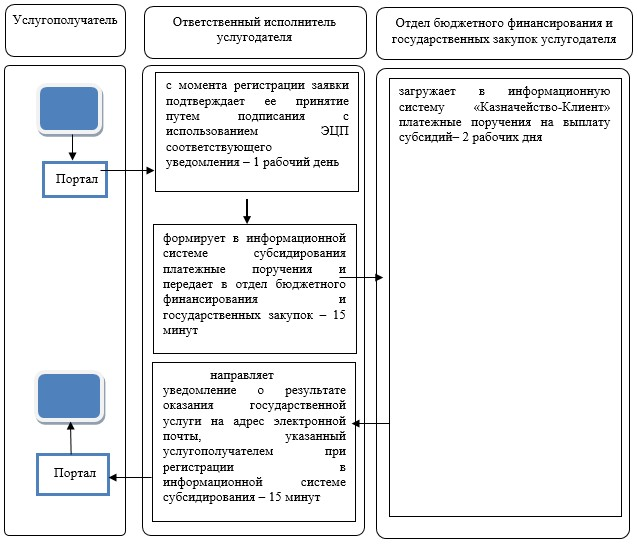 Услугополучатель
Ответственный исполнитель
услугодателя
Отдел бюджетного финансирования и
государственных закупок услугодателя
Портал
с момента регистрации заявки
подтверждает ее принятие
путем подписания с
использованием ЭЦП
соответствующего
уведомления – 1 рабочий день
загружает в информационную
систему «Казначейство-Клиент»
платежные поручения на выплату
субсидий– 2 рабочих дня
формирует в информационной
системе субсидирования
платежные поручения и
передает в отдел бюджетного
финансирования и
государственных закупок – 15
минут
направляет
уведомление о результате
оказания государственной
услуги на адрес электронной
почты, указанный
услугополучателем при
регистрации в
информационной системе
субсидирования – 15 минут
Портал